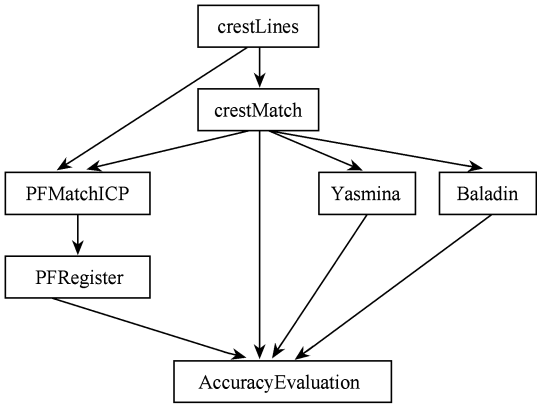 crestLines
crestMatch
PFMatchICP
Yasmina
Baladin
PFRegister
AccuracyEvaluation